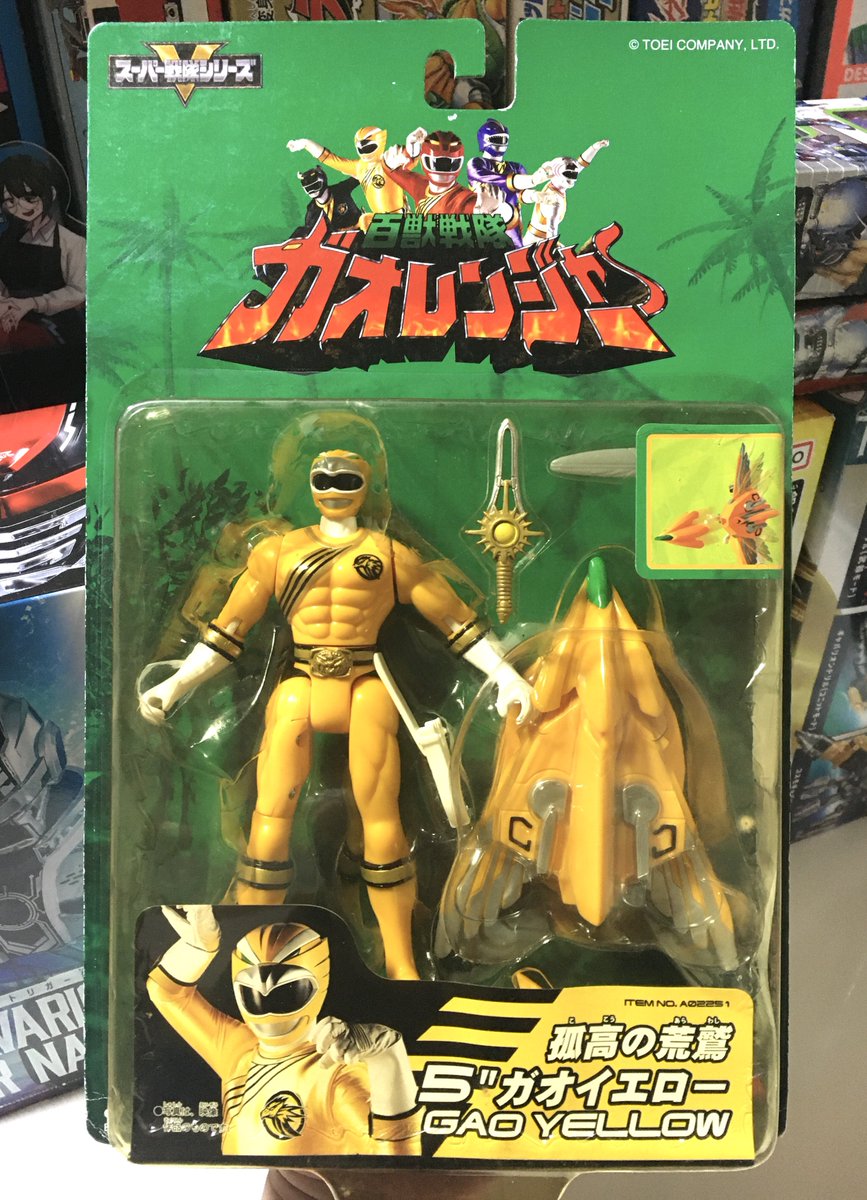 スーパー戦隊シリーズ
© TOEI COMPANY, LTD.
百獣戦隊
ガオレンジャー
ITEM NO. A02251
孤高の荒鷲
5"ガオイエロー
GAO YELLOW